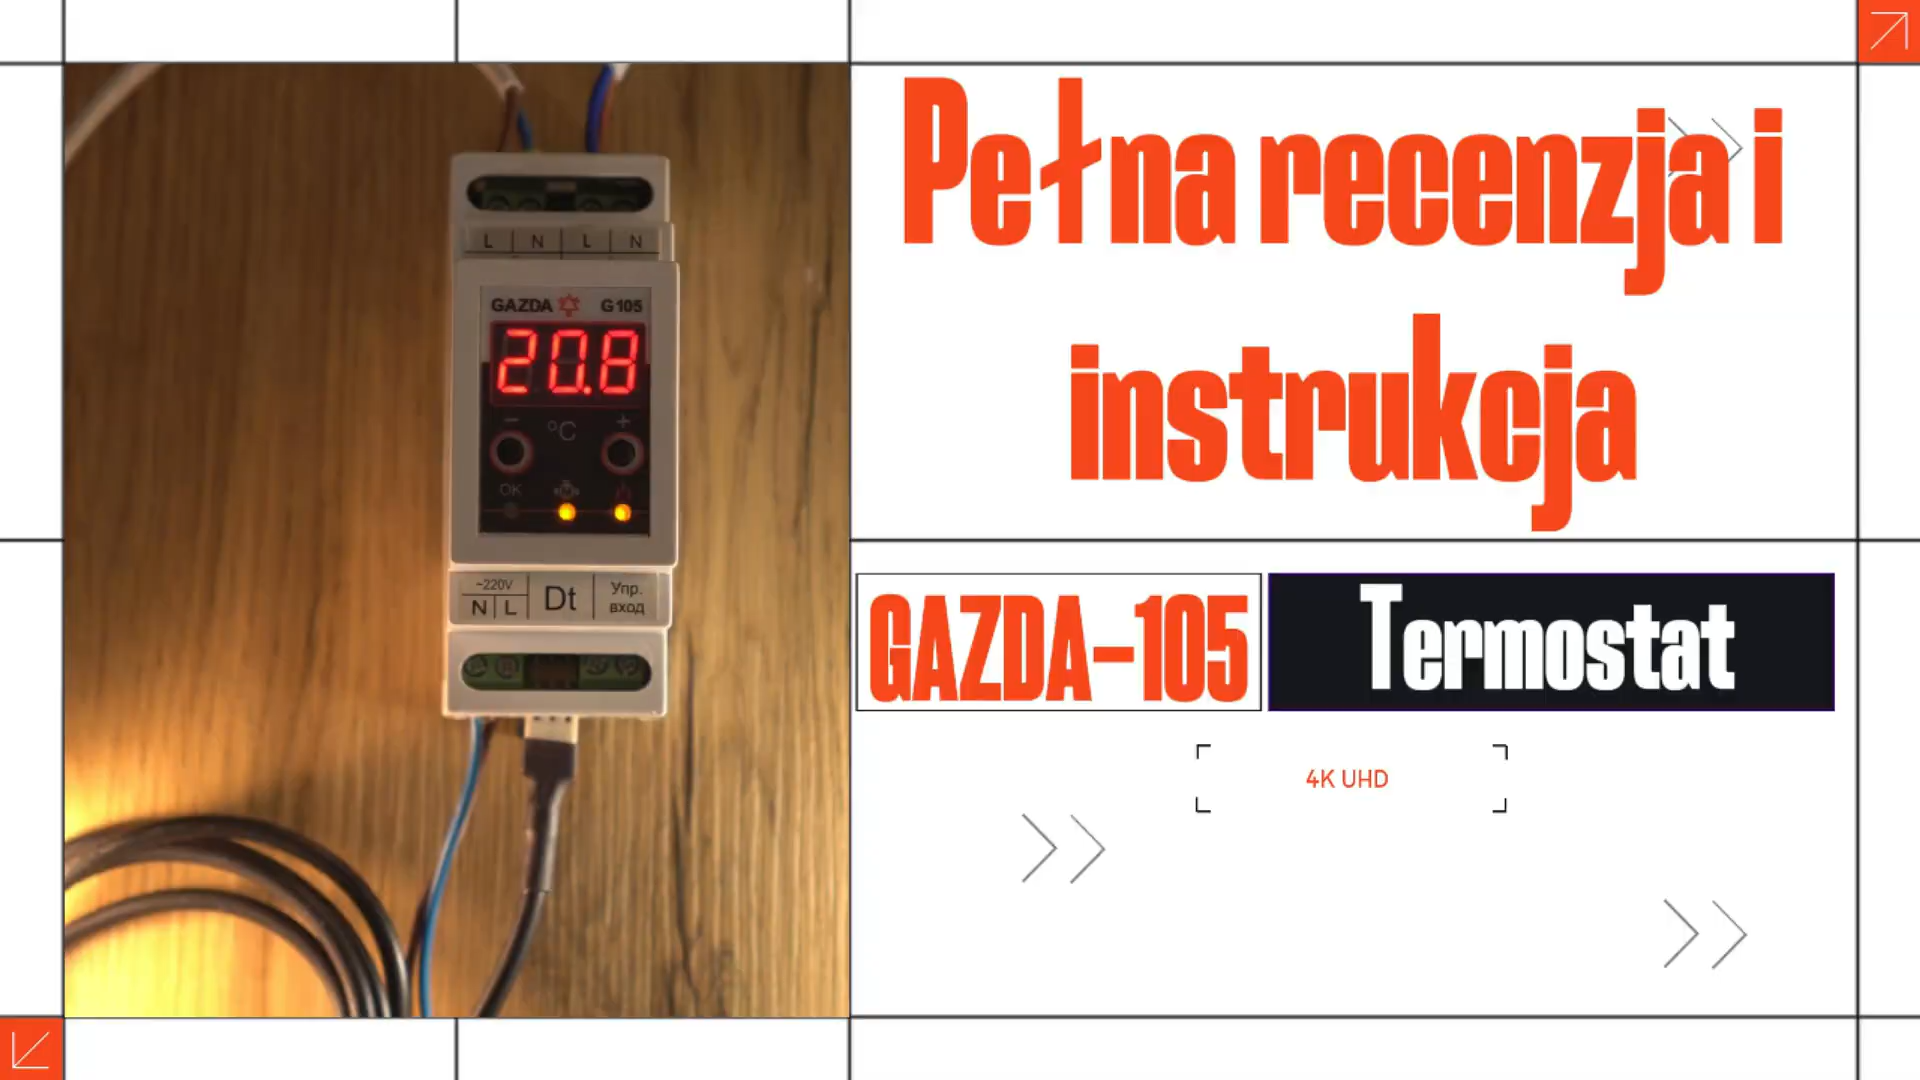 Pełna recenzja i
instrukcja
GAZDA-105
Termostat
4K UHD
L N L N
GAZDA G105
20.8
- °C +
OK
~220V
N L
Dt
Упр.
вход